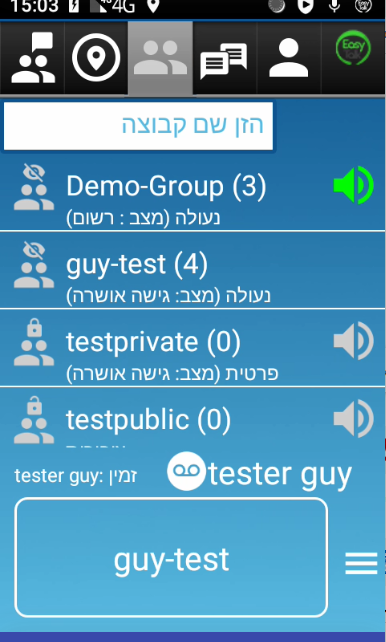 15:03 4G
Easy
הזן שם קבוצה
Demo-Group (3)
נעולה (מצב : רשום)
guy-test (4)
נעולה (מצב: גישה אושרה)
testprivate (0)
פרטית (מצב: גישה אושרה)
testpublic (0)
tester guy: זמין
tester guy
guy-test